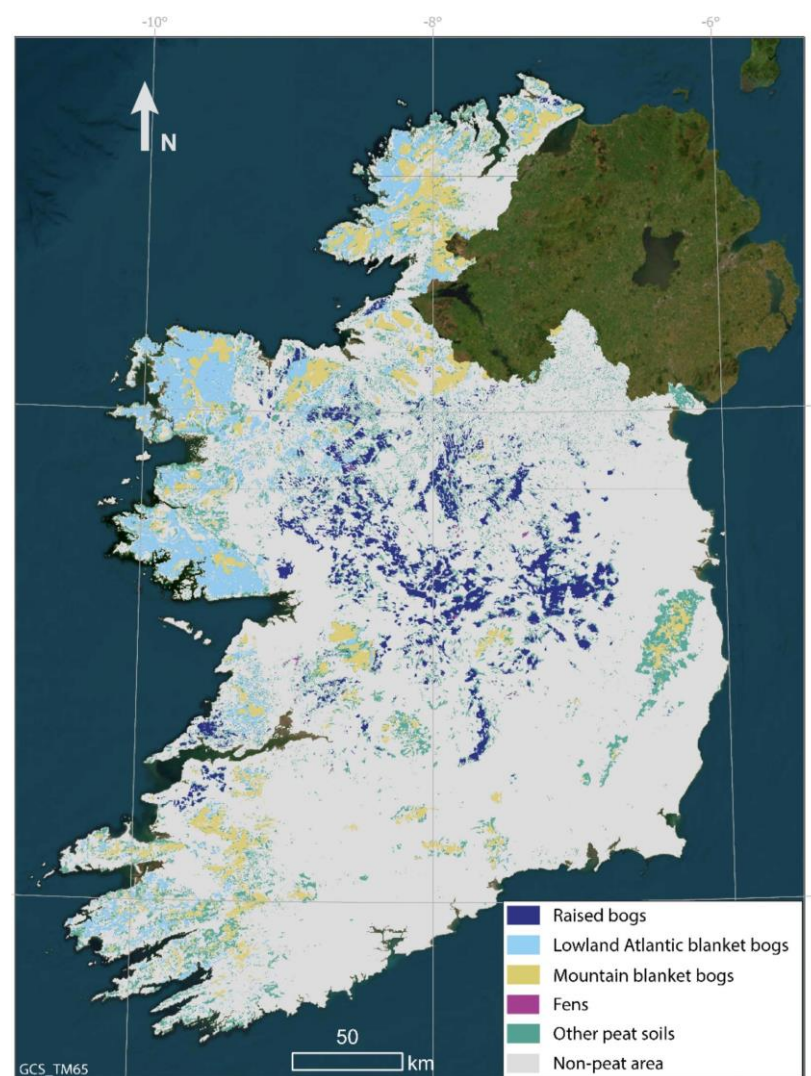 -10°
-8°
-6°
N
Raised bogs
Lowland Atlantic blanket bogs
Mountain blanket bogs
Fens
Other peat soils
Non-peat area
50
km
GCS_TM65